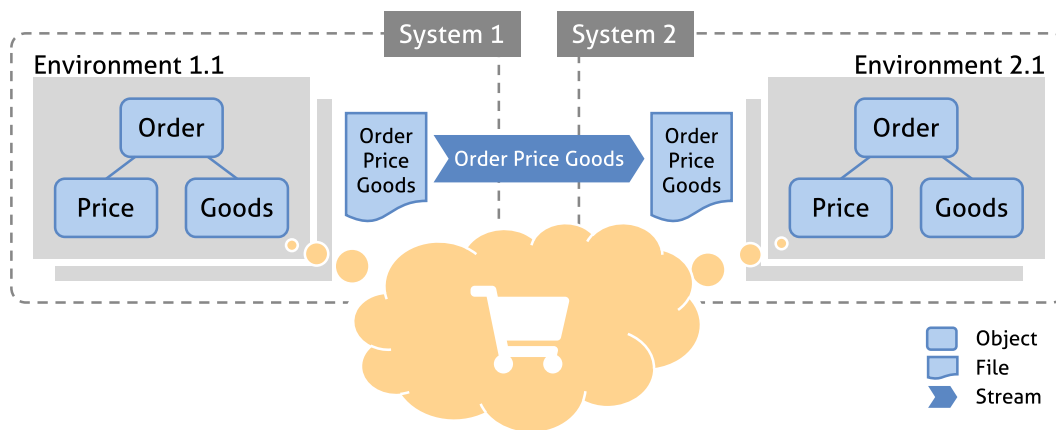 System 1
System 2
Environment 1.1
Environment 2.1
Order
Price
Goods
Order
Price
Goods
Order Price Goods
Order
Price
Goods
Order
Price
Goods
Object
File
Stream